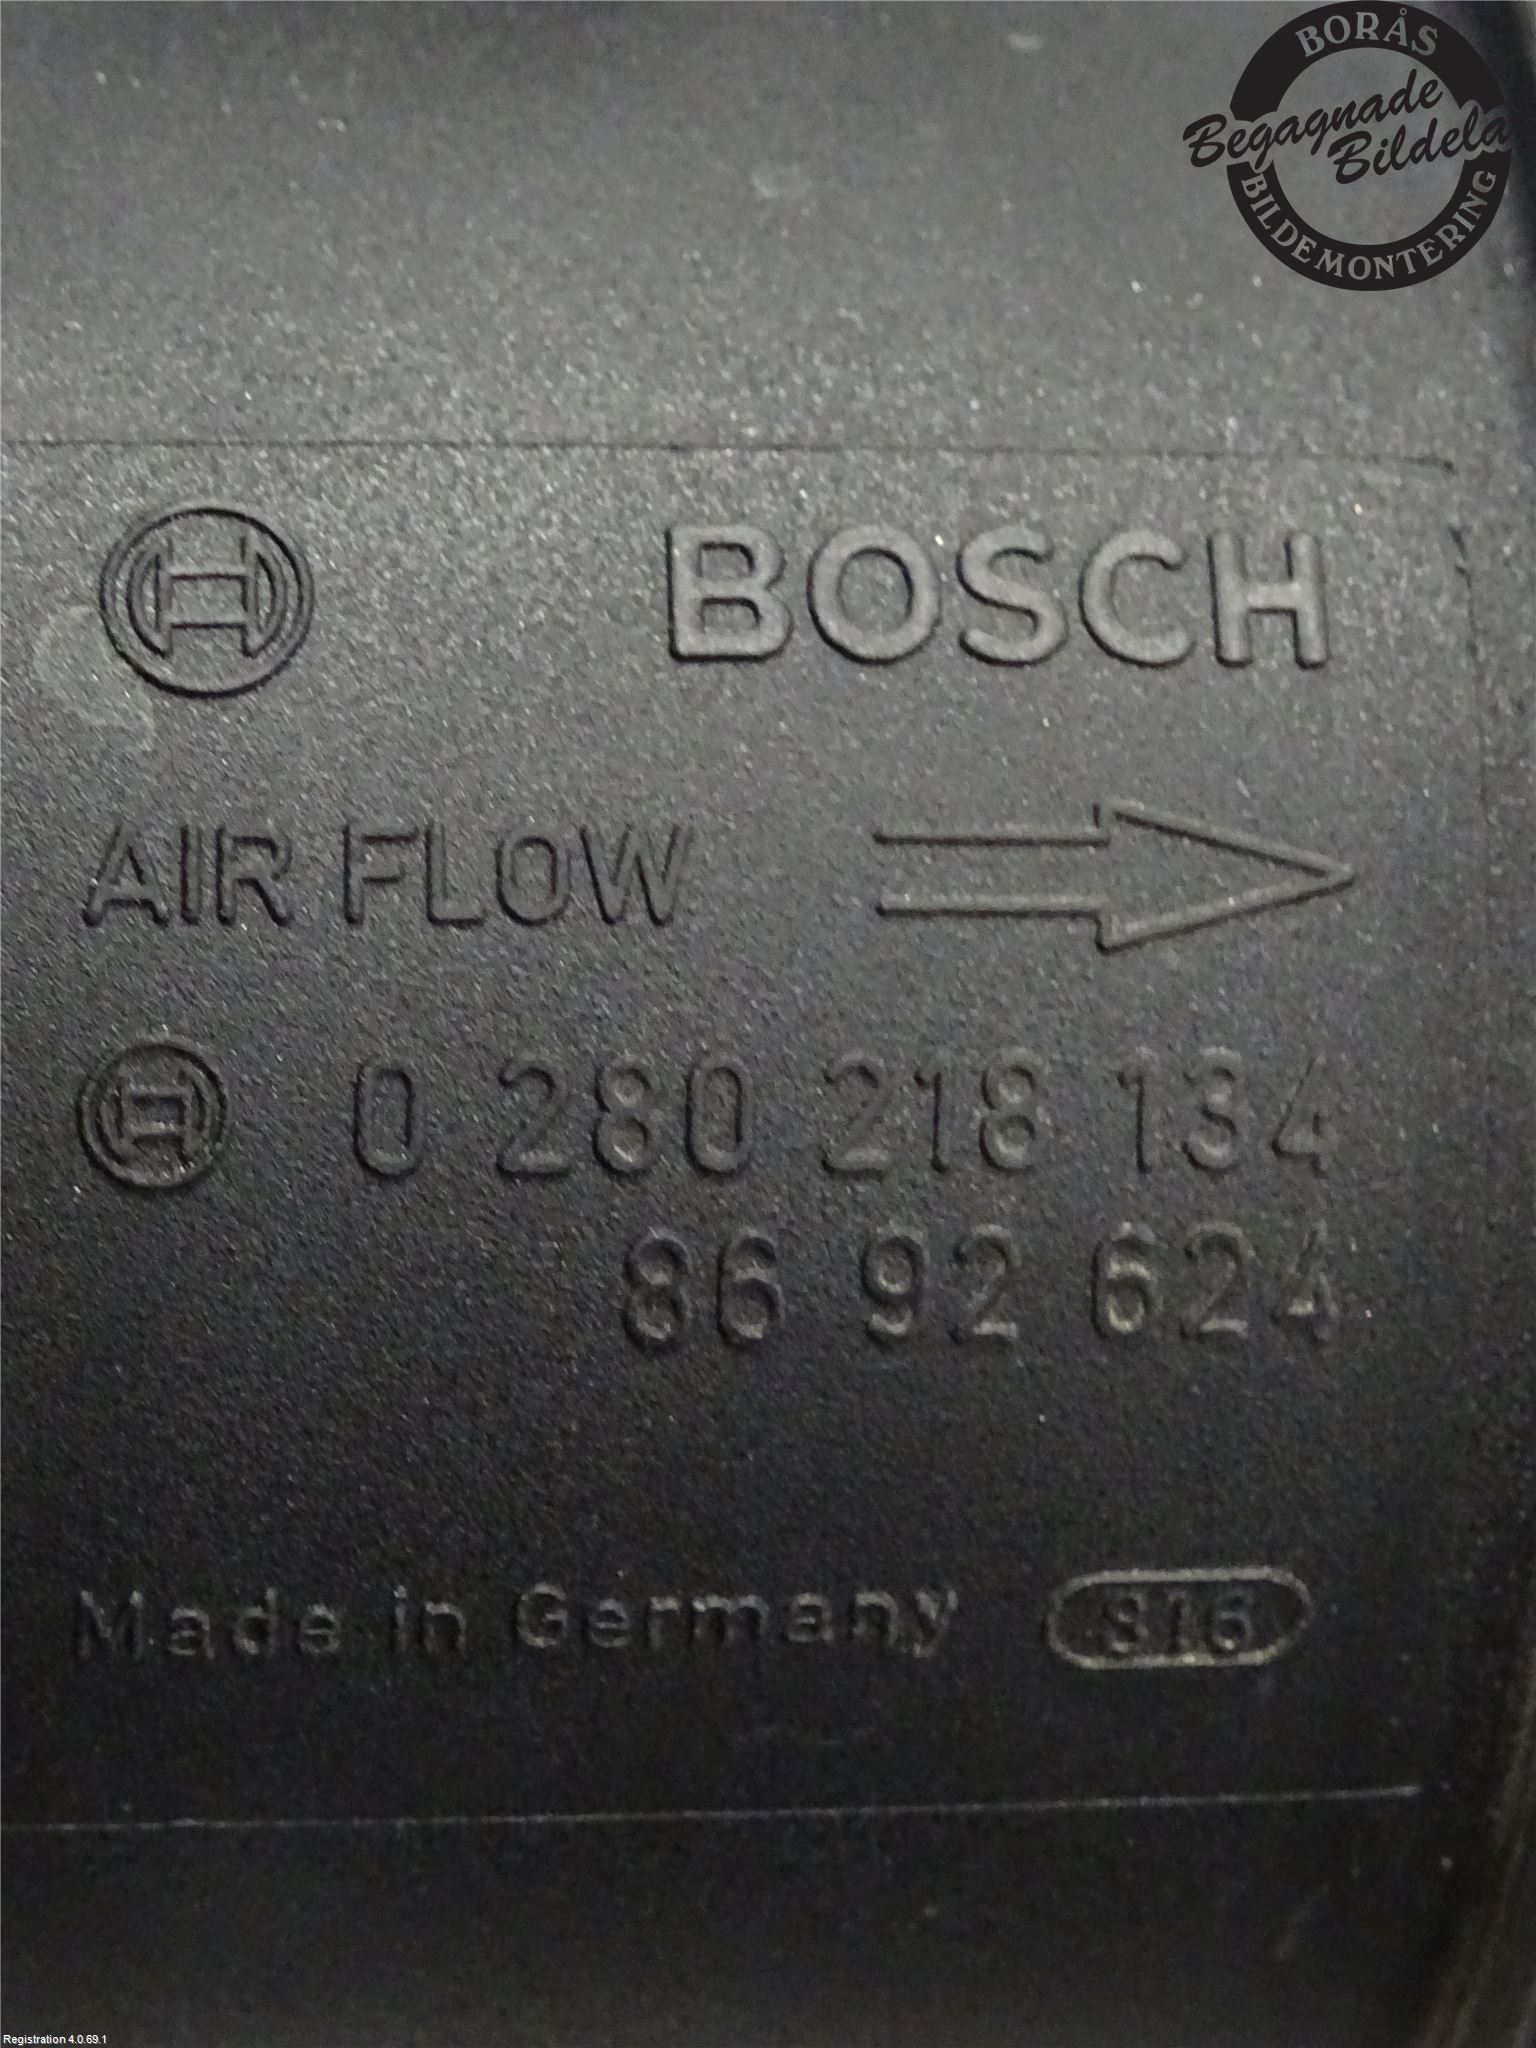 BORÅS
Begagnade
Bildelar
BILDEMONTERING
BOSCH
AIR FLOW
0 280 218 134
86 92 624
Made in Germany 816
Registration 4.0.69.1